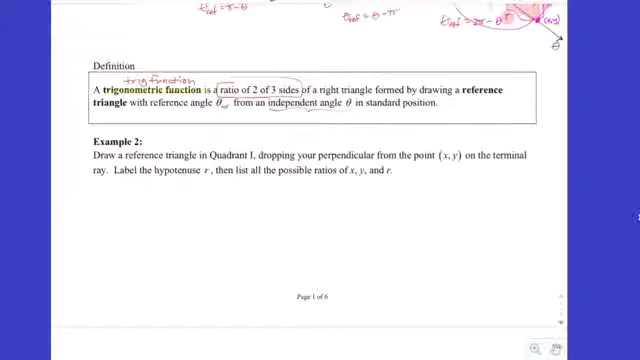 θref = π - θ
θref = θ - π
θref = 2π - θ
r
(x,y)
θ
Definition
trig function
A trigonometric function is a ratio of 2 of 3 sides of a right triangle formed by drawing a reference
triangle with reference angle θref from an independent angle θ in standard position.
Example 2:
Draw a reference triangle in Quadrant I, dropping your perpendicular from the point (x, y) on the terminal
ray. Label the hypotenuse r, then list all the possible ratios of x, y, and r.
Page 1 of 6